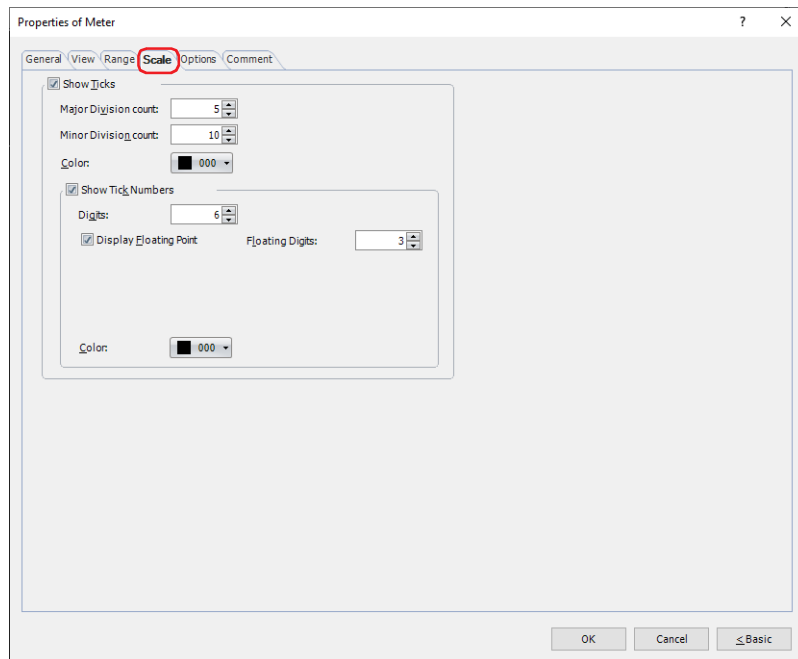 Properties of Meter ?
General View Range Scale Options Comment
Show Ticks
Major Division count: 5
Minor Division count: 10
Color: 000
Show Tick Numbers
Digits: 6
Display Floating Point Floating Digits: 3
Color: 000
OK Cancel < Basic